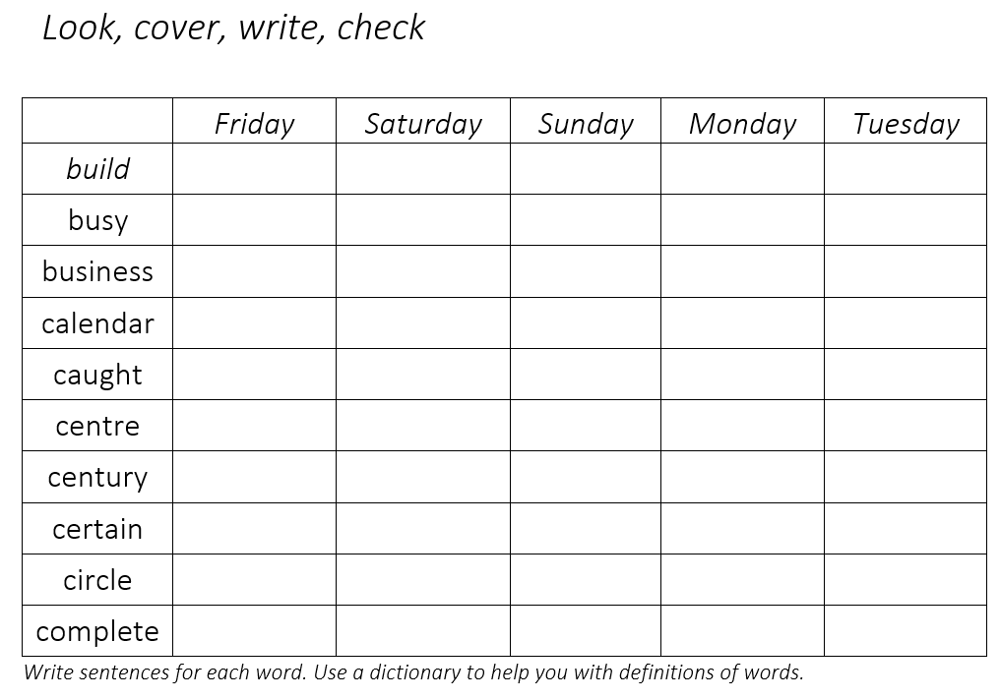 Look, cover, write, check
Friday Saturday Sunday Monday Tuesday
build
busy
business
calendar
caught
centre
century
certain
circle
complete
Write sentences for each word. Use a dictionary to help you with definitions of words.